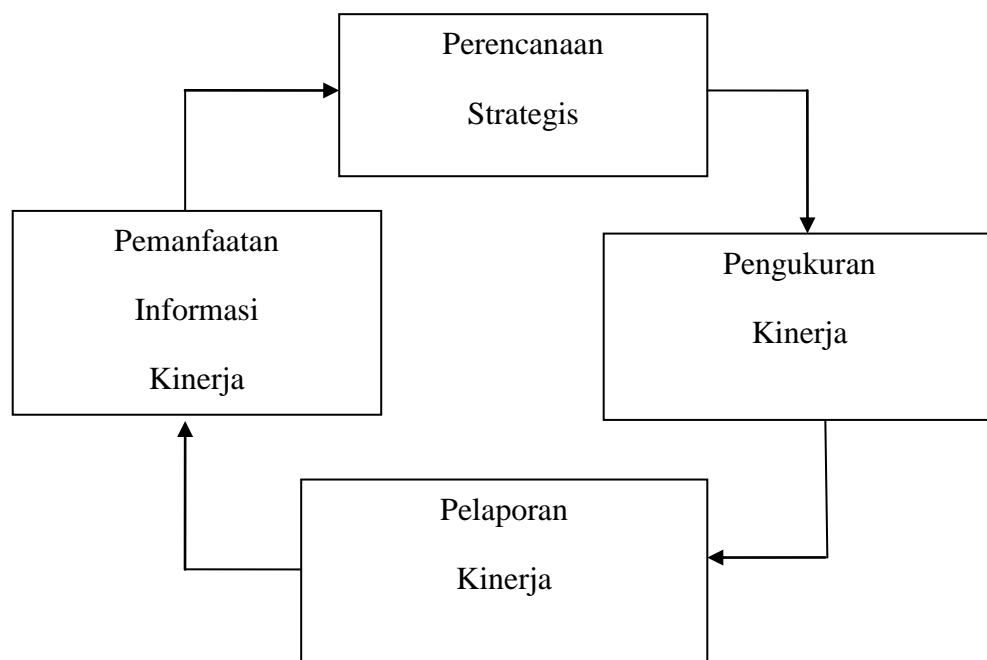 Perencanaan
Strategis
Pemanfaatan
Informasi
Kinerja
Pengukuran
Kinerja
Pelaporan
Kinerja